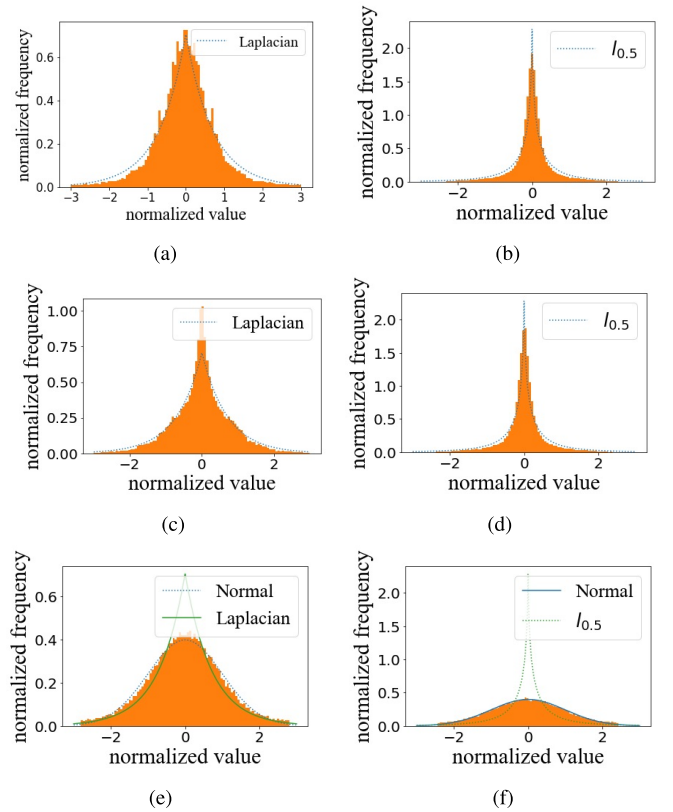 normalized frequency
0.6
0.4
0.2
0.0
Laplacian
−3 −2 −1 0 1 2 3
normalized value
(a)
normalized frequency
2.0
1.5
1.0
0.5
0.0
l0.5
−2 0 2
normalized value
(b)
normalized frequency
1.00
0.75
0.50
0.25
0.00
Laplacian
−2 0 2
normalized value
(c)
normalized frequency
2.0
1.5
1.0
0.5
0.0
l0.5
−2 0 2
normalized value
(d)
normalized frequency
0.6
0.4
0.2
0.0
Normal
Laplacian
−2 0 2
normalized value
(e)
normalized frequency
2.0
1.5
1.0
0.5
0.0
Normal
l0.5
−2 0 2
normalized value
(f)